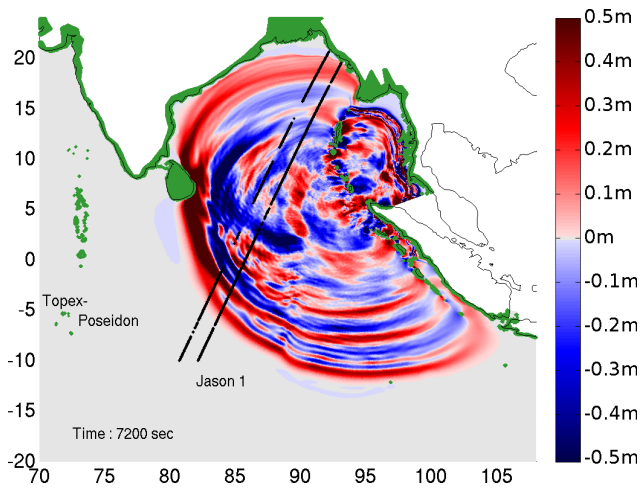 20
15
10
5
0
-5
-10
-15
-20
70 75 80 85 90 95 100 105
Topex-
Poseidon
Jason 1
Time : 7200 sec
0.5m
0.4m
0.3m
0.2m
0.1m
0m
-0.1m
-0.2m
-0.3m
-0.4m
-0.5m